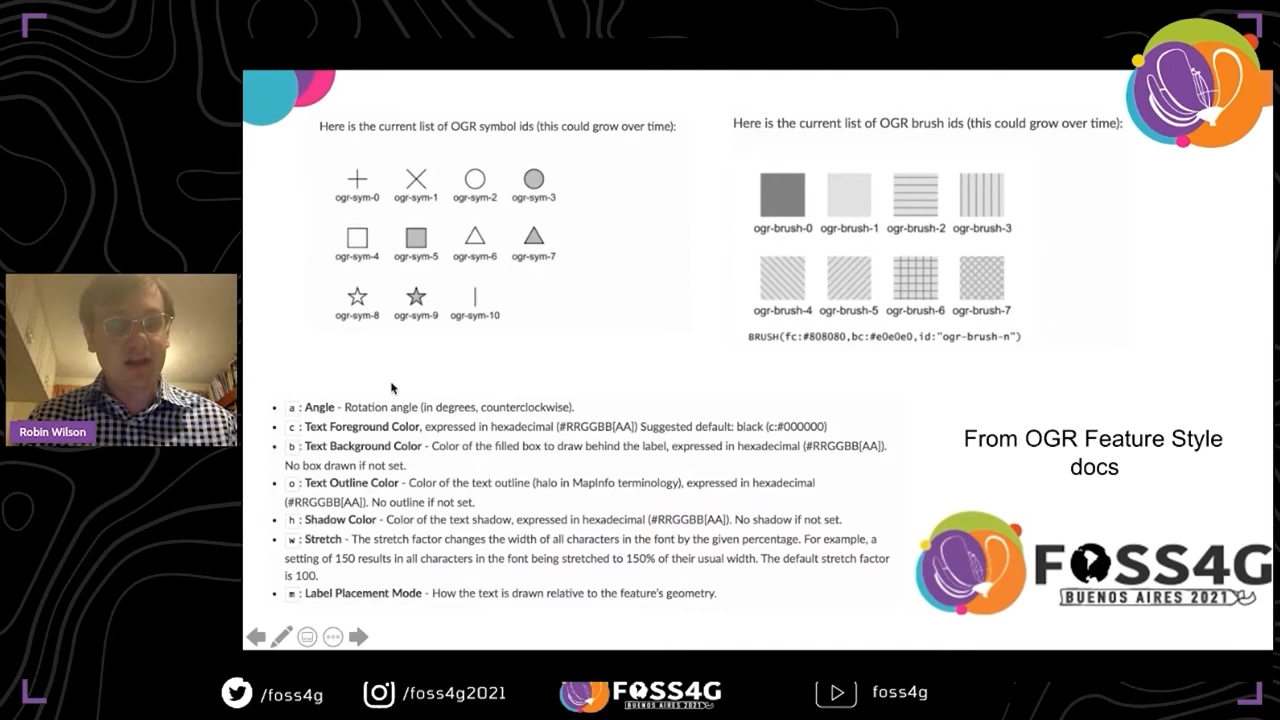 Here is the current list of OGR symbol ids (this could grow over time):
ogr-sym-0 ogr-sym-1 ogr-sym-2 ogr-sym-3
ogr-sym-4 ogr-sym-5 ogr-sym-6 ogr-sym-7
ogr-sym-8 ogr-sym-9 ogr-sym-10
Here is the current list of OGR brush ids (this could grow over time):
ogr-brush-0 ogr-brush-1 ogr-brush-2 ogr-brush-3
ogr-brush-4 ogr-brush-5 ogr-brush-6 ogr-brush-7
BRUSH(fc:#808080,bc:#e0e0e0,id:"ogr-brush-n")
• a : Angle - Rotation angle (in degrees, counterclockwise).
• c : Text Foreground Color, expressed in hexadecimal (#RRGGBB[AA]) Suggested default: black (c:#000000)
• b : Text Background Color - Color of the filled box to draw behind the label, expressed in hexadecimal (#RRGGBB[AA]).
No box drawn if not set.
• o : Text Outline Color - Color of the text outline (halo in MapInfo terminology), expressed in hexadecimal
(#RRGGBB[AA]). No outline if not set.
• h : Shadow Color - Color of the text shadow, expressed in hexadecimal (#RRGGBB[AA]). No shadow if not set.
• w : Stretch - The stretch factor changes the width of all characters in the font by the given percentage. For example, a
setting of 150 results in all characters in the font being stretched to 150% of their usual width. The default stretch factor
is 100.
• m : Label Placement Mode - How the text is drawn relative to the feature's geometry.
From OGR Feature Style
docs
FOSS4G
BUENOS AIRES 2021
Robin Wilson
/foss4g
/foss4g2021
FOSS4G
BUENOS AIRES 2021
foss4g